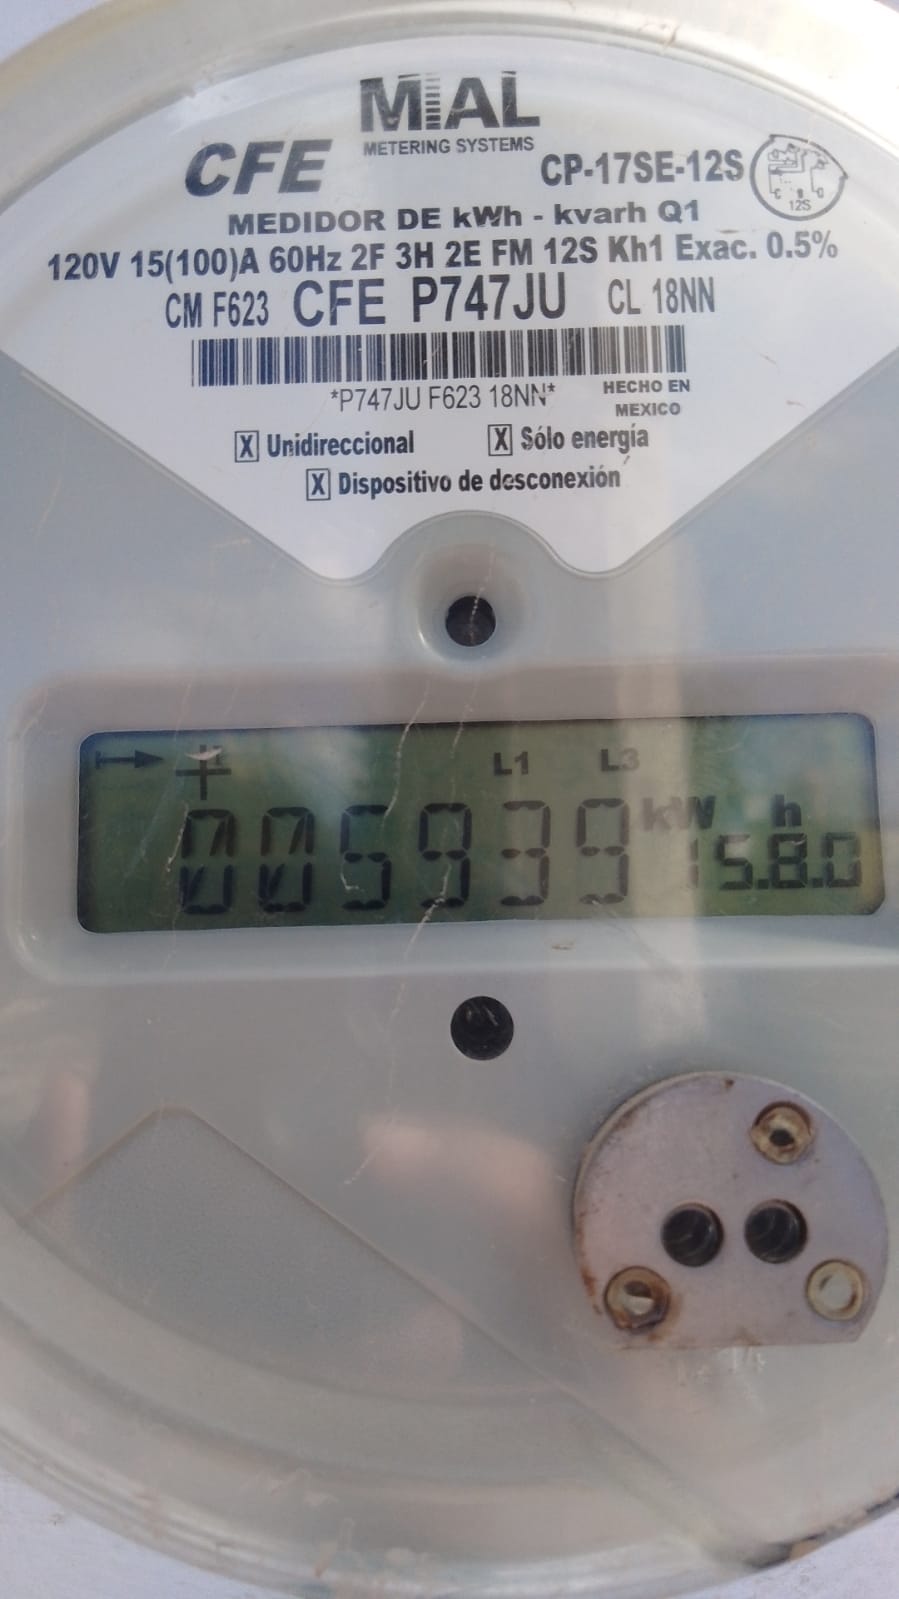 MIAL
METERING SYSTEMS
CFE
CP-17SE-12S
12S
MEDIDOR DE kWh - kvarh Q1
120V 15(100)A 60Hz 2F 3H 2E FM 12S Kh1 Exac. 0.5%
CM F623 CFE P747JU CL 18NN
*P747JU F623 18NN*
HECHO EN
MEXICO
X Unidireccional X Sólo energía
X Dispositivo de desconexión
L1 L3
005939 kW h 15.8.0